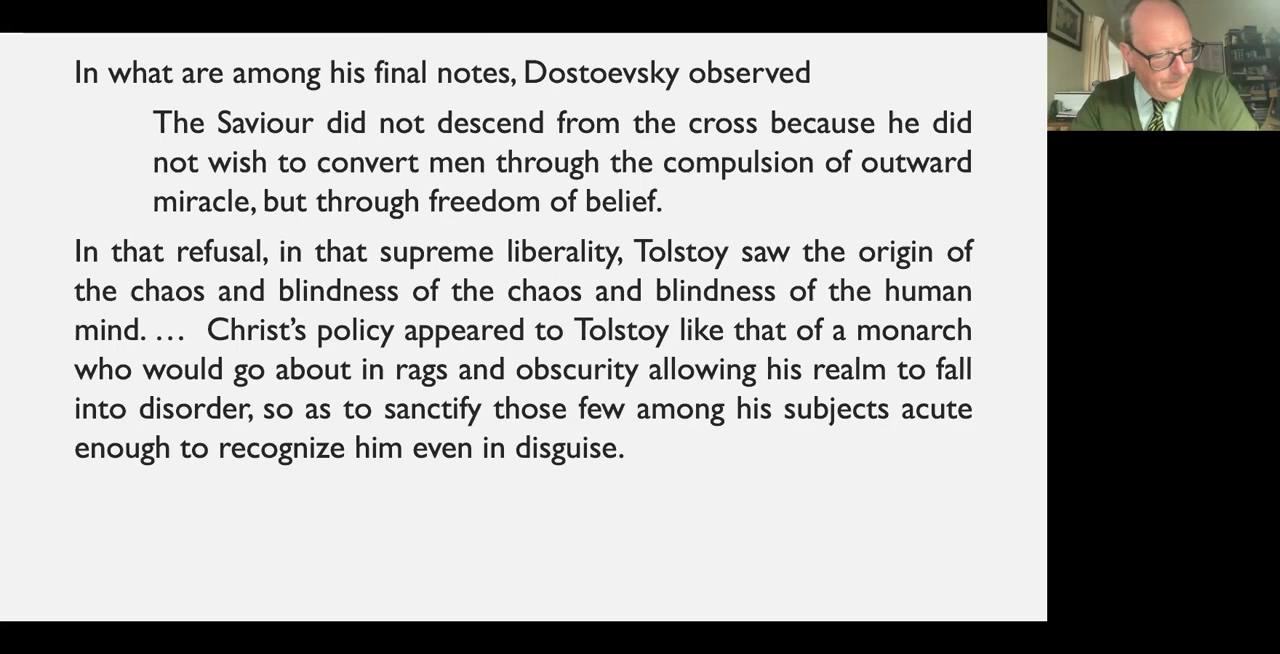 In what are among his final notes, Dostoevsky observed
The Saviour did not descend from the cross because he did
not wish to convert men through the compulsion of outward
miracle, but through freedom of belief.
In that refusal, in that supreme liberality, Tolstoy saw the origin of
the chaos and blindness of the chaos and blindness of the human
mind. … Christ’s policy appeared to Tolstoy like that of a monarch
who would go about in rags and obscurity allowing his realm to fall
into disorder, so as to sanctify those few among his subjects acute
enough to recognize him even in disguise.